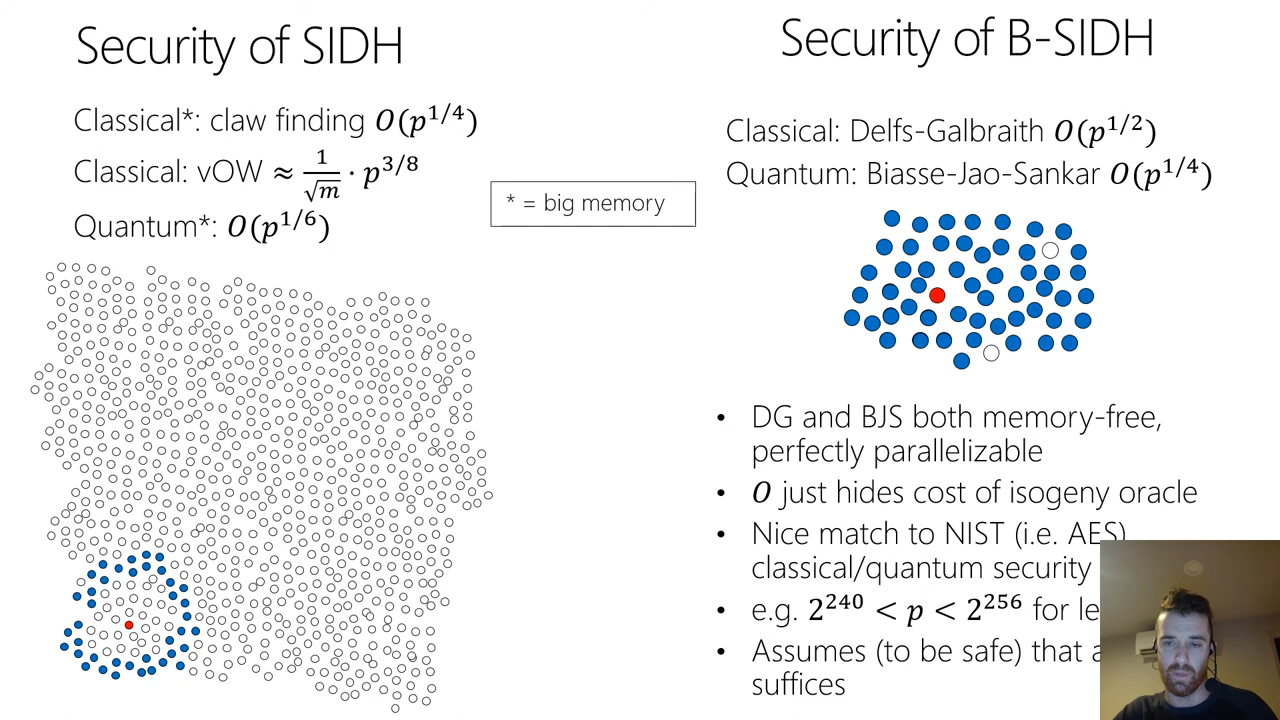 Security of SIDH
Classical*: claw finding 𝑂(𝑝^{1/4})
Classical: vOW ≈ \frac{1}{\sqrt{m}} · 𝑝^{3/8}
Quantum*: 𝑂(𝑝^{1/6})
* = big memory
Security of B-SIDH
Classical: Delfs-Galbraith 𝑂(𝑝^{1/2})
Quantum: Biasse-Jao-Sankar 𝑂(𝑝^{1/4})
• DG and BJS both memory-free,
perfectly parallelizable
• 𝑂 just hides cost of isogeny oracle
• Nice match to NIST (i.e. AES)
classical/quantum security
• e.g. 2^{240} < 𝑝 < 2^{256} for
• Assumes (to be safe) that
suffices